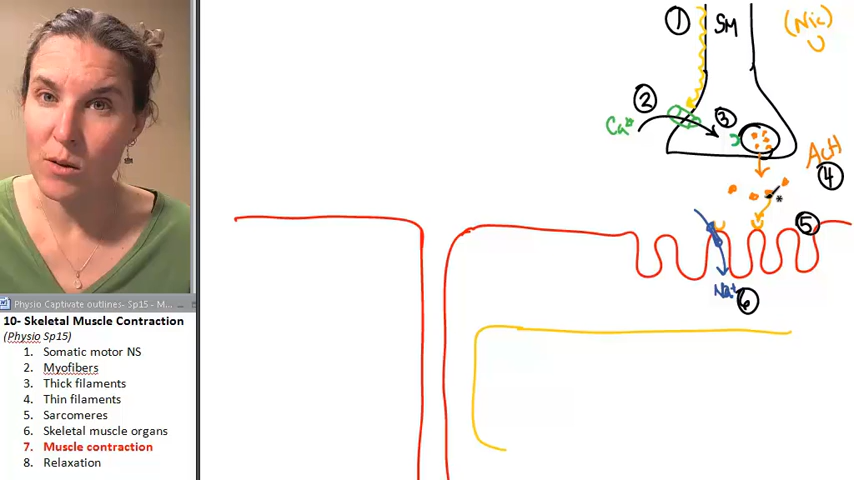 1
SM
(Nic)
2
Ca*
3
AcH
4
5
Na+
6
Physio Captivate outlines- Sp15 - M...
10- Skeletal Muscle Contraction
(Physio Sp15)
1. Somatic motor NS
2. Myofibers
3. Thick filaments
4. Thin filaments
5. Sarcomeres
6. Skeletal muscle organs
7. Muscle contraction
8. Relaxation